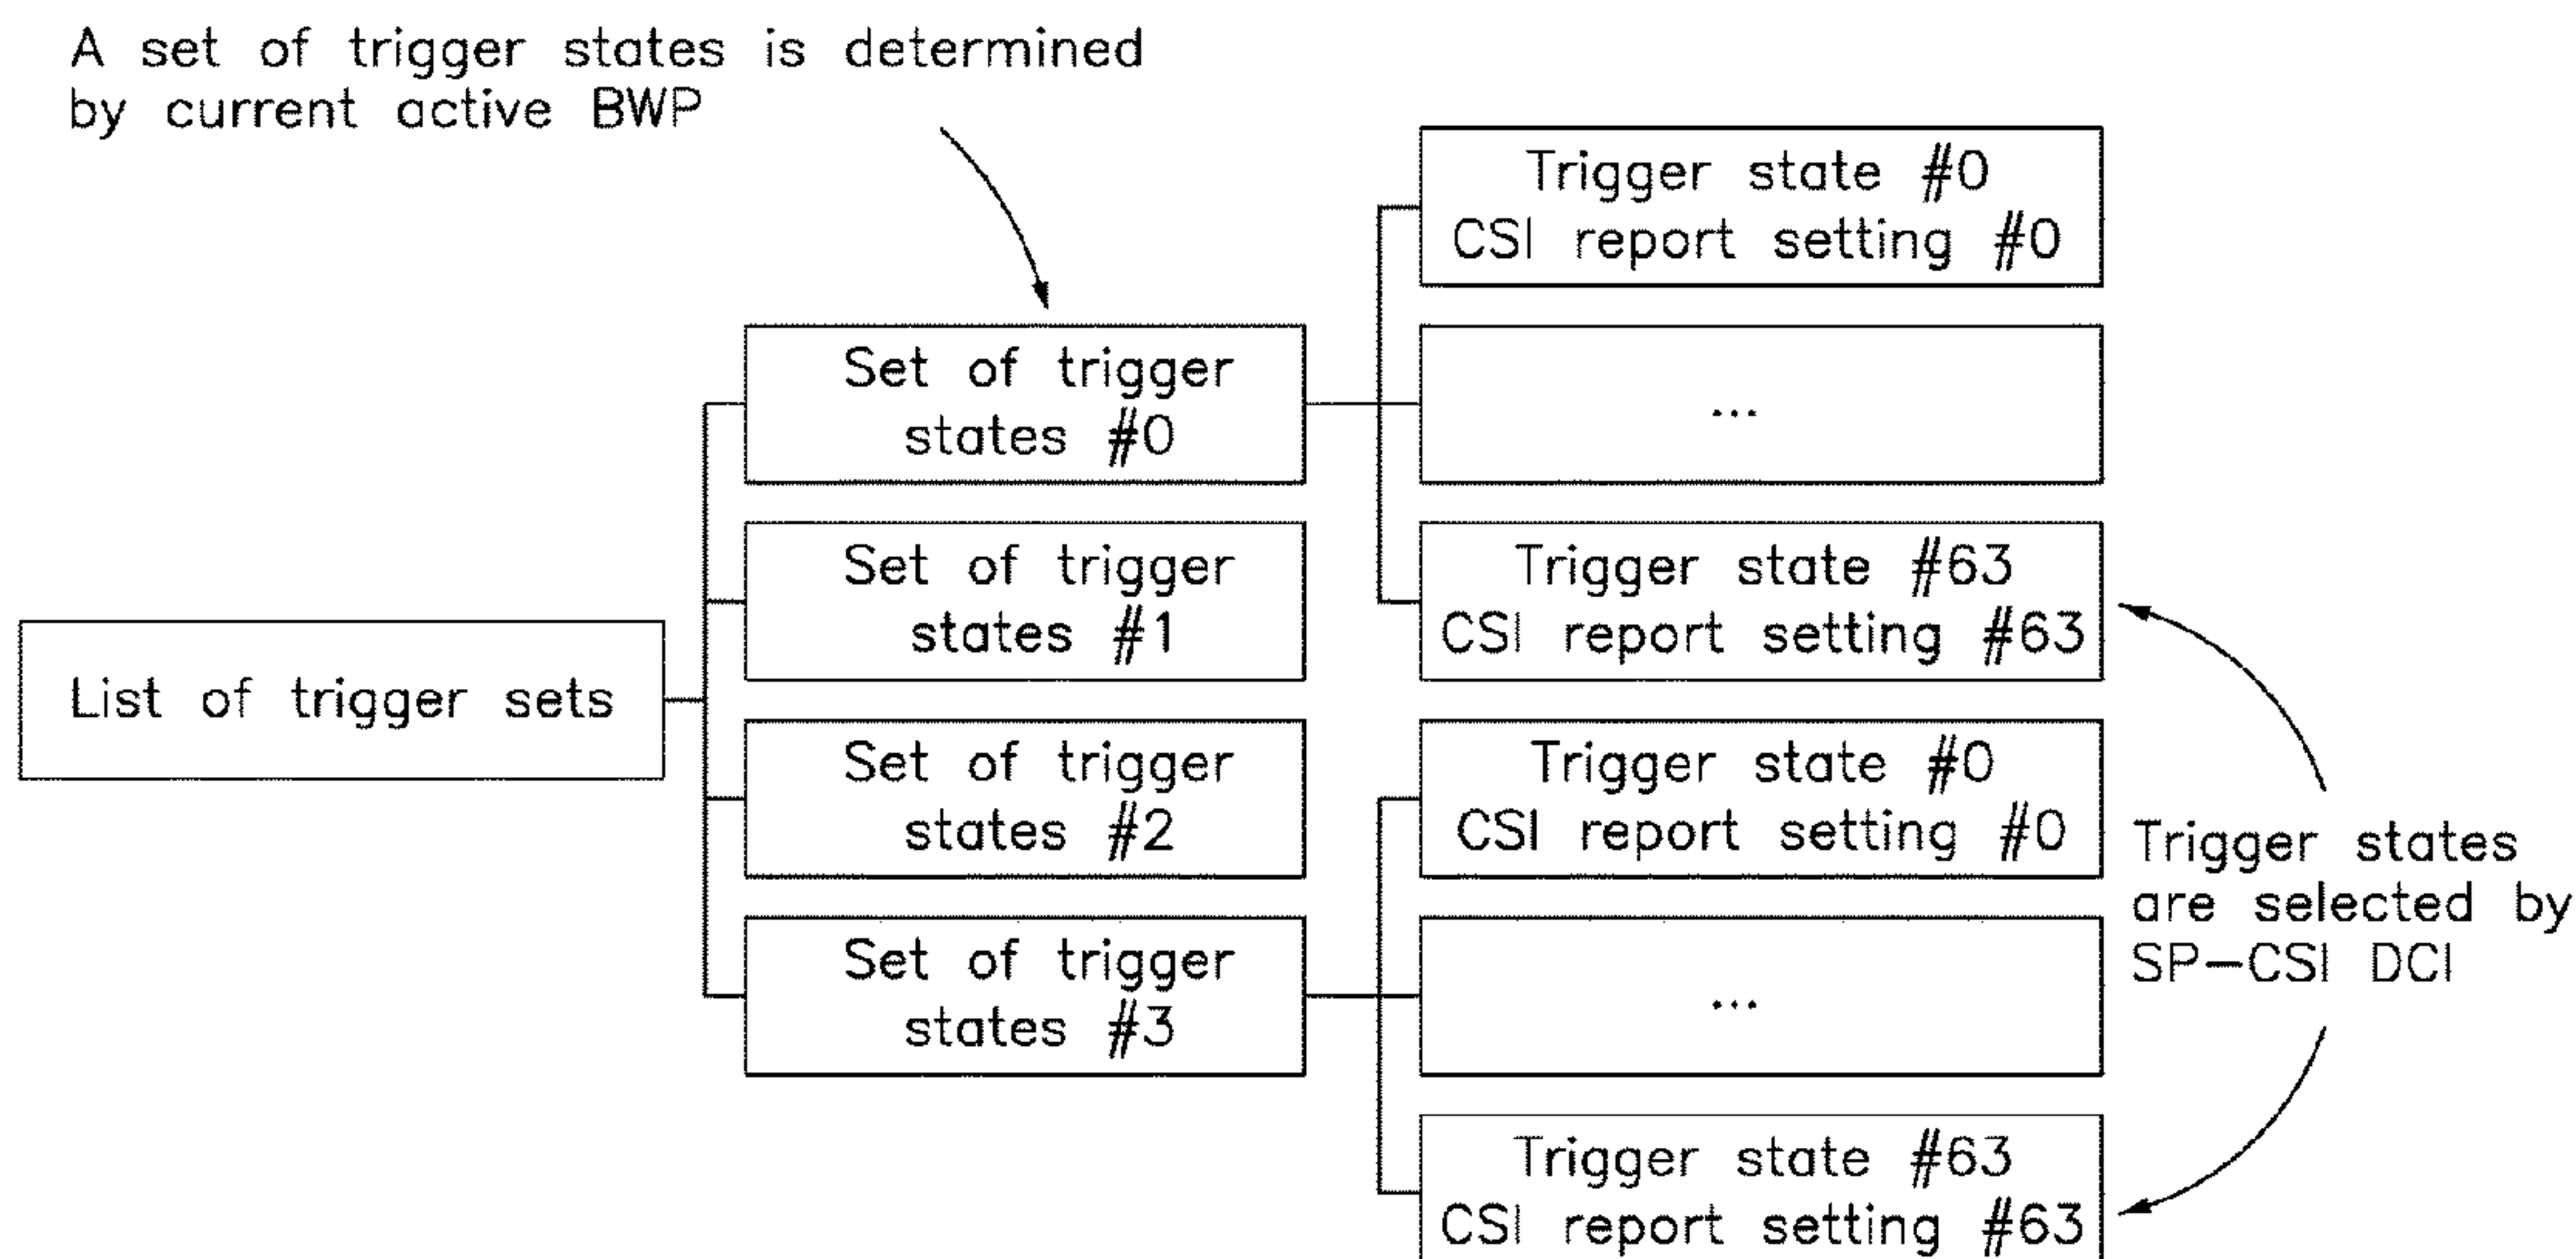 A set of trigger states is determined
by current active BWP
List of trigger sets
Set of trigger
states #0
Set of trigger
states #1
Set of trigger
states #2
Set of trigger
states #3
Trigger state #0
CSI report setting #0
...
Trigger state #63
CSI report setting #63
Trigger state #0
CSI report setting #0
...
Trigger state #63
CSI report setting #63
Trigger states
are selected by
SP-CSI DCI